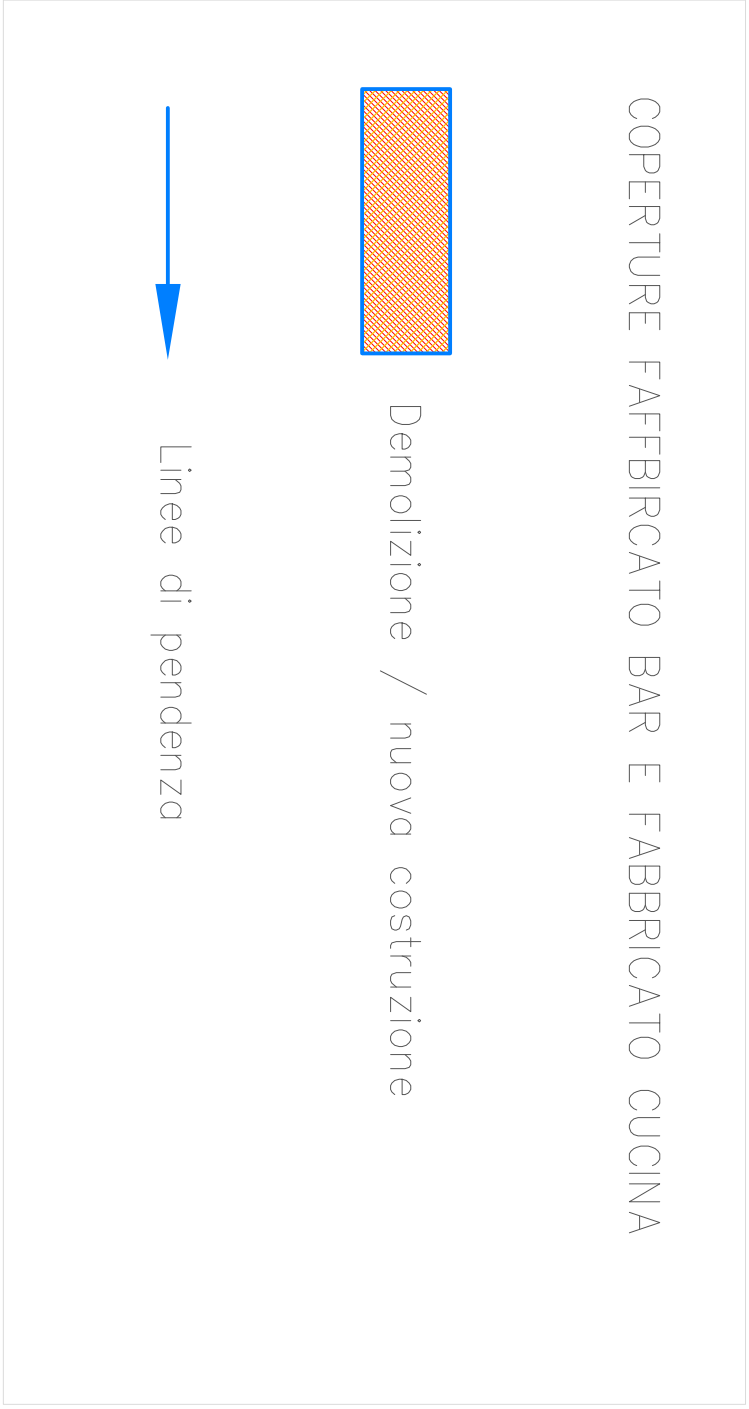 COPERTURE FAFFBIRCATO BAR E FABBRICATO CUCINA
Demolizione / nuova costruzione
Linee di pendenza